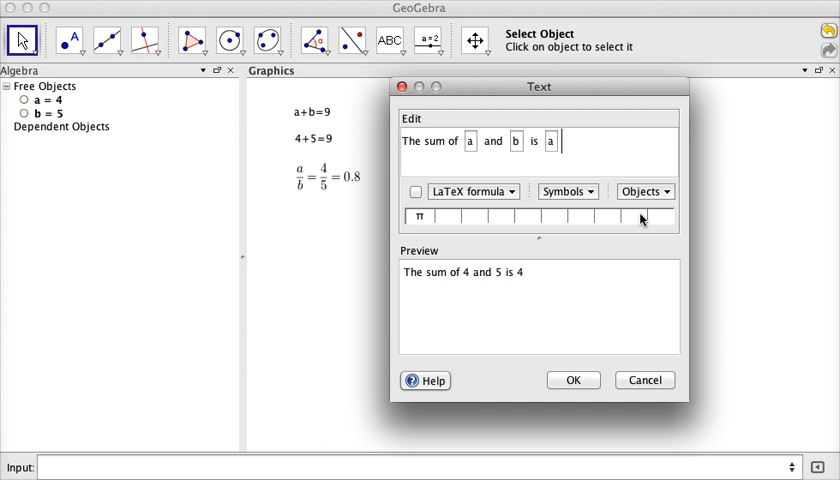 GeoGebra
ABC
a=2
Select Object
Click on object to select it
Algebra
Graphics
Free Objects
a = 4
b = 5
Dependent Objects
a+b=9
4+5=9
a/b = 4/5 = 0.8
Text
Edit
The sum of a and b is a
LaTeX formula
Symbols
Objects
π
Preview
The sum of 4 and 5 is 4
Help
OK
Cancel
Input: